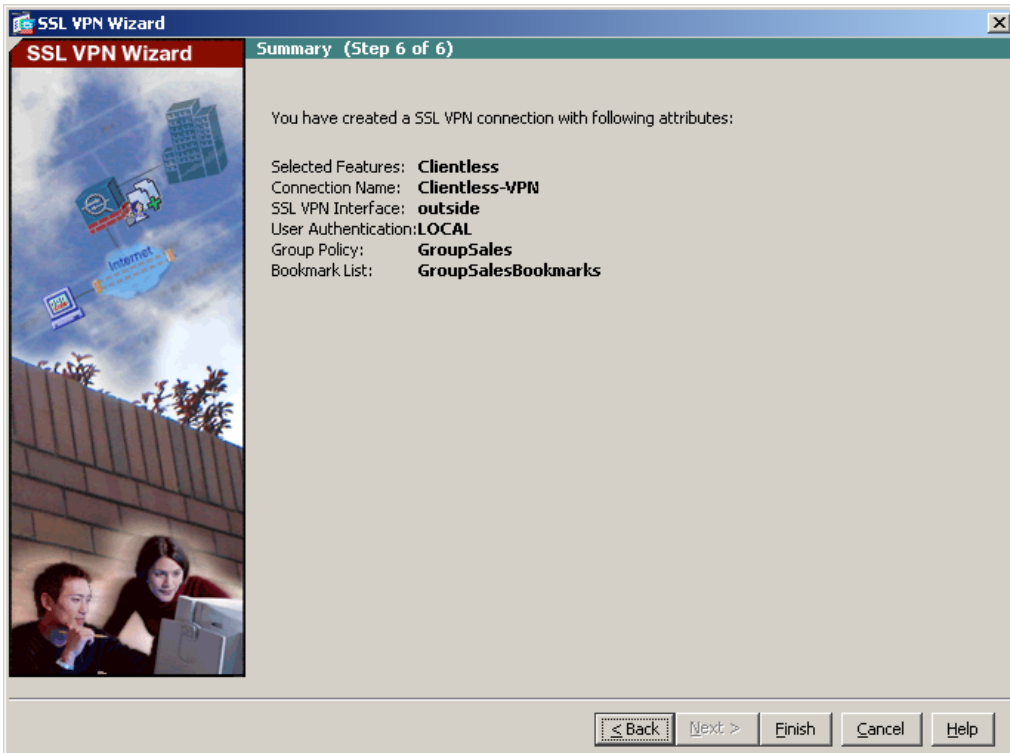 SSL VPN Wizard
SSL VPN Wizard
Summary (Step 6 of 6)
Internet
You have created a SSL VPN connection with following attributes:
Selected Features: Clientless
Connection Name: Clientless-VPN
SSL VPN Interface: outside
User Authentication:LOCAL
Group Policy: GroupSales
Bookmark List: GroupSalesBookmarks
< Back Next > Finish Cancel Help